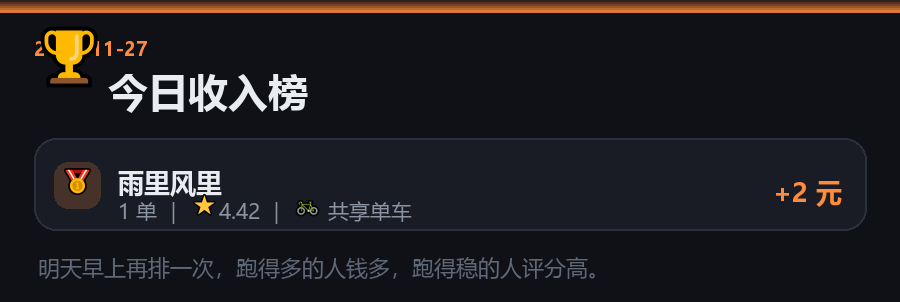 11-27
今日收入榜
雨里风里
1 单 | 4.42 | 共享单车
+2 元
明天早上再排一次，跑得多的人钱多，跑得稳的人评分高。